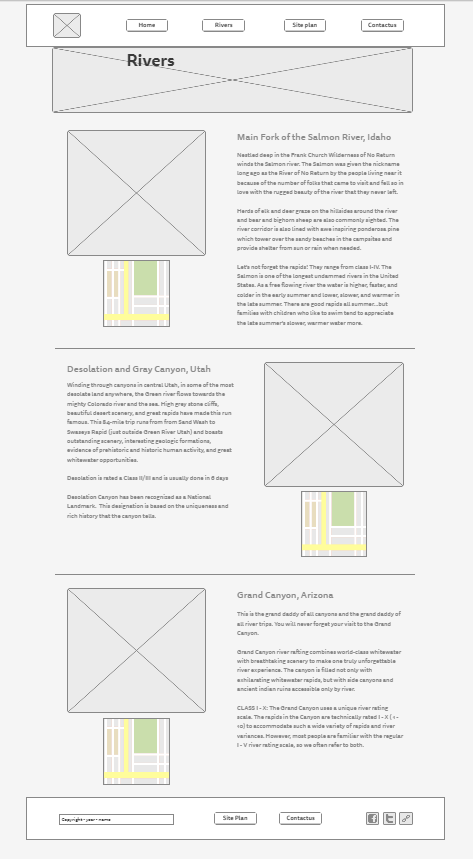 Home Rivers Site plan Contactus
Rivers
Main Fork of the Salmon River, Idaho
Nestled deep in the Frank Church Wilderness of No Return
winds the Salmon river. The Salmon was given the nickname
long ago as the River of No Return by the people living near it
because of the number of folks that came to visit and fell so in
love with the rugged beauty of the river that they never left.
Herds of elk and deer graze on the hillsides around the river
and bear and bighorn sheep are also commonly sighted. The
river corridor is also lined with awe inspiring ponderosa pine
which tower over the sandy beaches in the campsites and
provide shelter from sun or rain when needed.
Let's not forget the rapids! They range from class I-IV. The
Salmon is one of the longest undammed rivers in the United
States. As a free flowing river the water is higher, faster, and
colder in the early summer and lower, slower, and warmer in
the late summer. There are good rapids all summer...but
families with children who like to swim tend to appreciate
the late summer's slower, warmer water more.
Desolation and Gray Canyon, Utah
Winding through canyons in central Utah, in some of the most
desolate land anywhere, the Green river flows towards the
mighty Colorado river and the sea. High gray stone cliffs,
beautiful desert scenery, and great rapids have made this run
famous. This 84-mile trip runs from from Sand Wash to
Swaseys Rapid (just outside Green River Utah) and boasts
outstanding scenery, interesting geologic formations,
evidence of prehistoric and historic human activity, and great
whitewater opportunities.
Desolation is rated a Class II/III and is usually done in 6 days
Desolation Canyon has been recognized as a National
Landmark. This designation is based on the uniqueness and
rich history that the canyon tells.
Grand Canyon, Arizona
This is the grand daddy of all canyons and the grand daddy of
all river trips. You will never forget your visit to the Grand
Canyon.
Grand Canyon river rafting combines world-class whitewater
with breathtaking scenery to make one truly unforgettable
river experience. The canyon is filled not only with
exhilarating whitewater rapids, but with side canyons and
ancient indian ruins accessible only by river.
CLASS I - X: The Grand Canyon uses a unique river rating
scale. The rapids in the Canyon are technically rated I - X ( 1 -
10) to accommodate such a wide variety of rapids and river
variances. However, most people are familiar with the regular
I - V river rating scale, so we often refer to both.
Copyright - year - name Site Plan Contactus